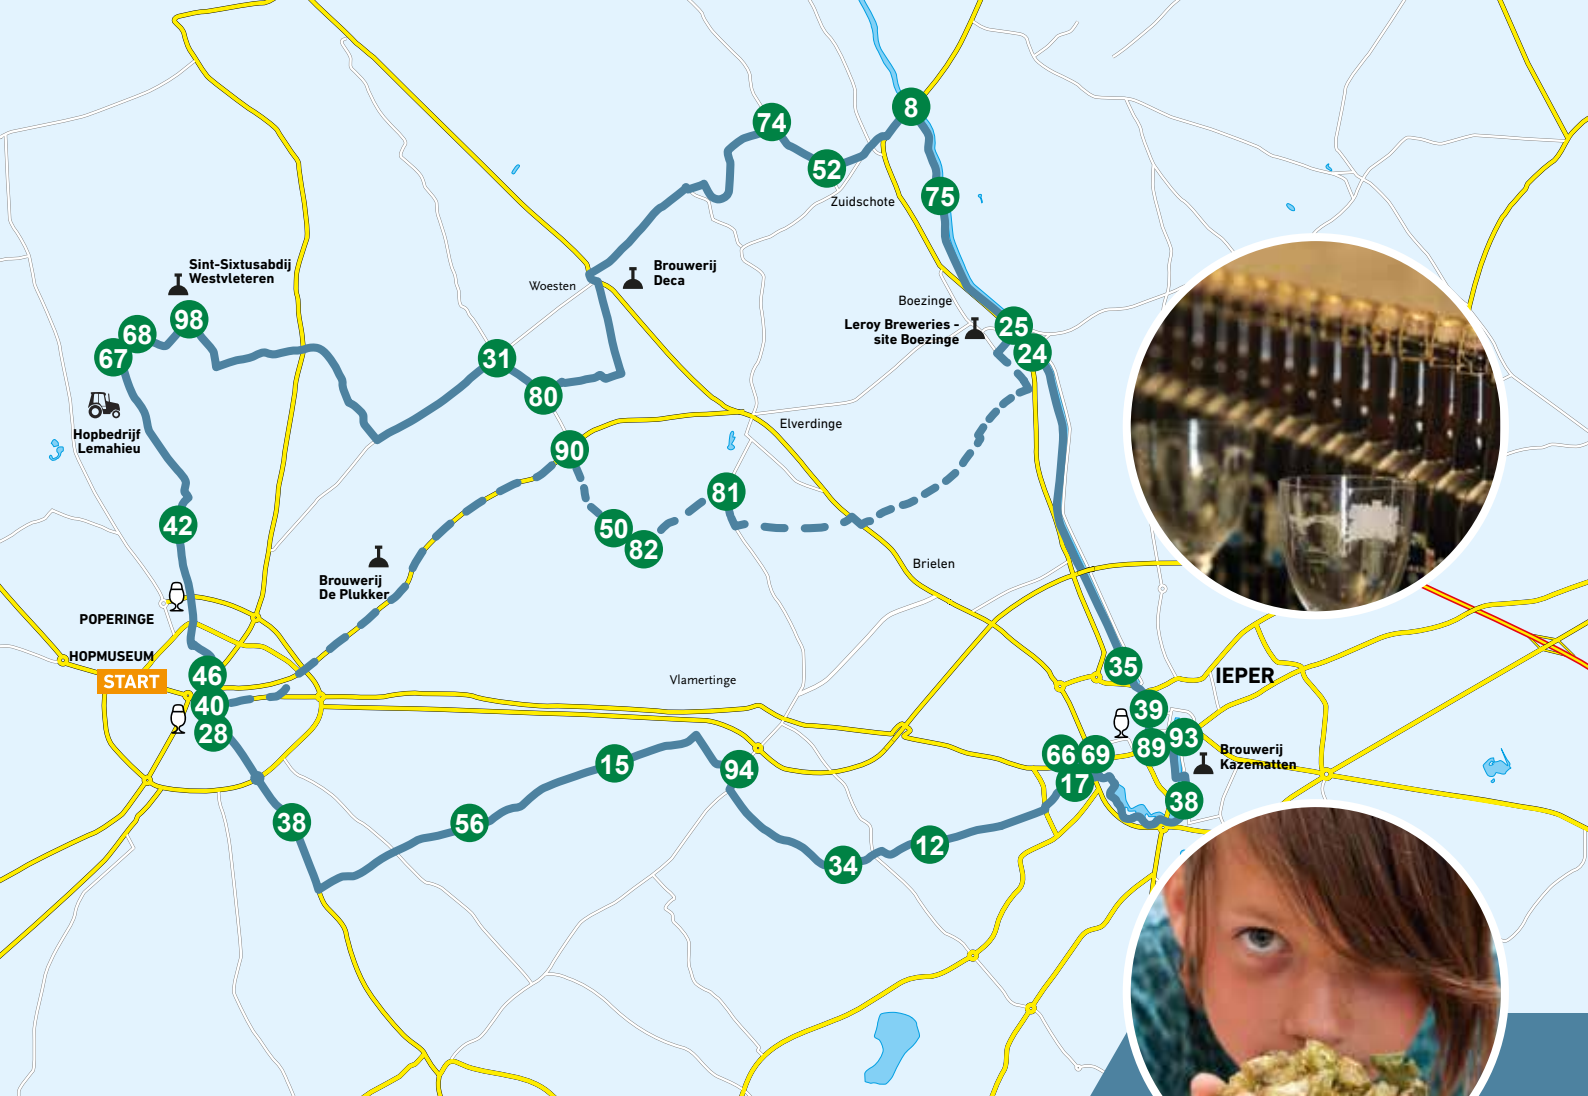 8
74
52
75
Zuidschote
Sint-Sixtusabdij
Westvleteren
Brouwerij
Deca
Woesten
98
68
67
Boezinge
25
Leroy Breweries -
site Boezinge
24
31
80
Hopbedrijf
Lemahieu
Elverdinge
90
81
42
50
82
Brouwerij
De Plukker
Brielen
POPERINGE
HOPMUSEUM
START
46
40
28
Vlamertinge
35
IEPER
39
93
89
66
69
17
Brouwerij
Kazematten
38
15
94
38
56
34
12